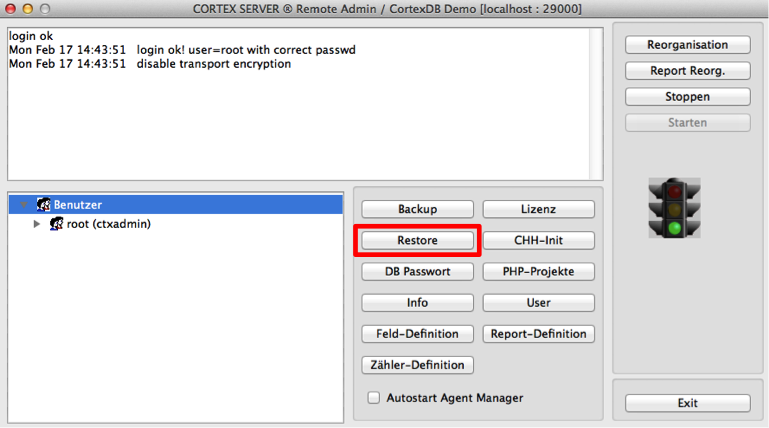 CORTEX SERVER ® Remote Admin / CortexDB Demo [localhost : 29000]
login ok
Mon Feb 17 14:43:51 login ok! user=root with correct passwd
Mon Feb 17 14:43:51 disable transport encryption
Reorganisation
Report Reorg.
Stoppen
Starten
Benutzer
root (ctxadmin)
Backup
Lizenz
Restore
CHH-Init
DB Passwort
PHP-Projekte
Info
User
Feld-Definition
Report-Definition
Zähler-Definition
Autostart Agent Manager
Exit